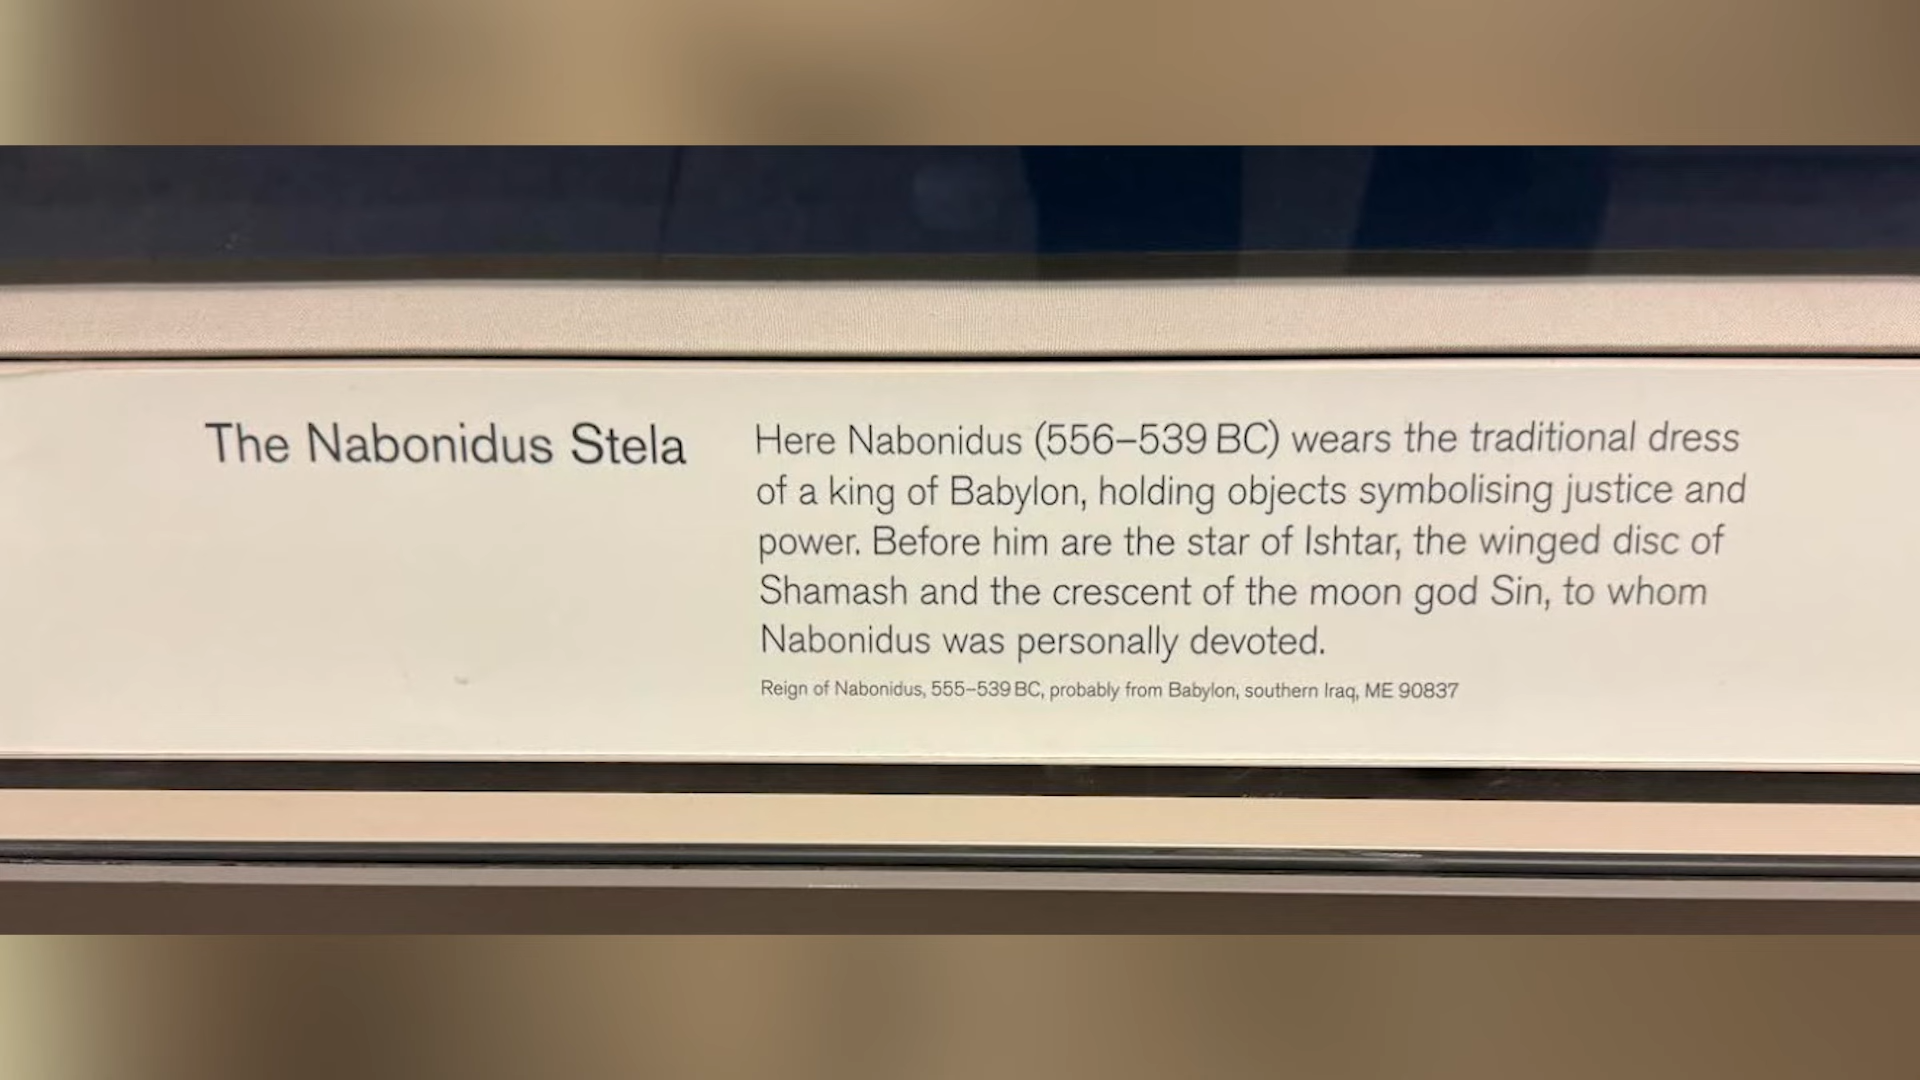 The Nabonidus Stela
Here Nabonidus (556–539 BC) wears the traditional dress
of a king of Babylon, holding objects symbolising justice and
power. Before him are the star of Ishtar, the winged disc of
Shamash and the crescent of the moon god Sin, to whom
Nabonidus was personally devoted.
Reign of Nabonidus, 555–539 BC, probably from Babylon, southern Iraq, ME 90837